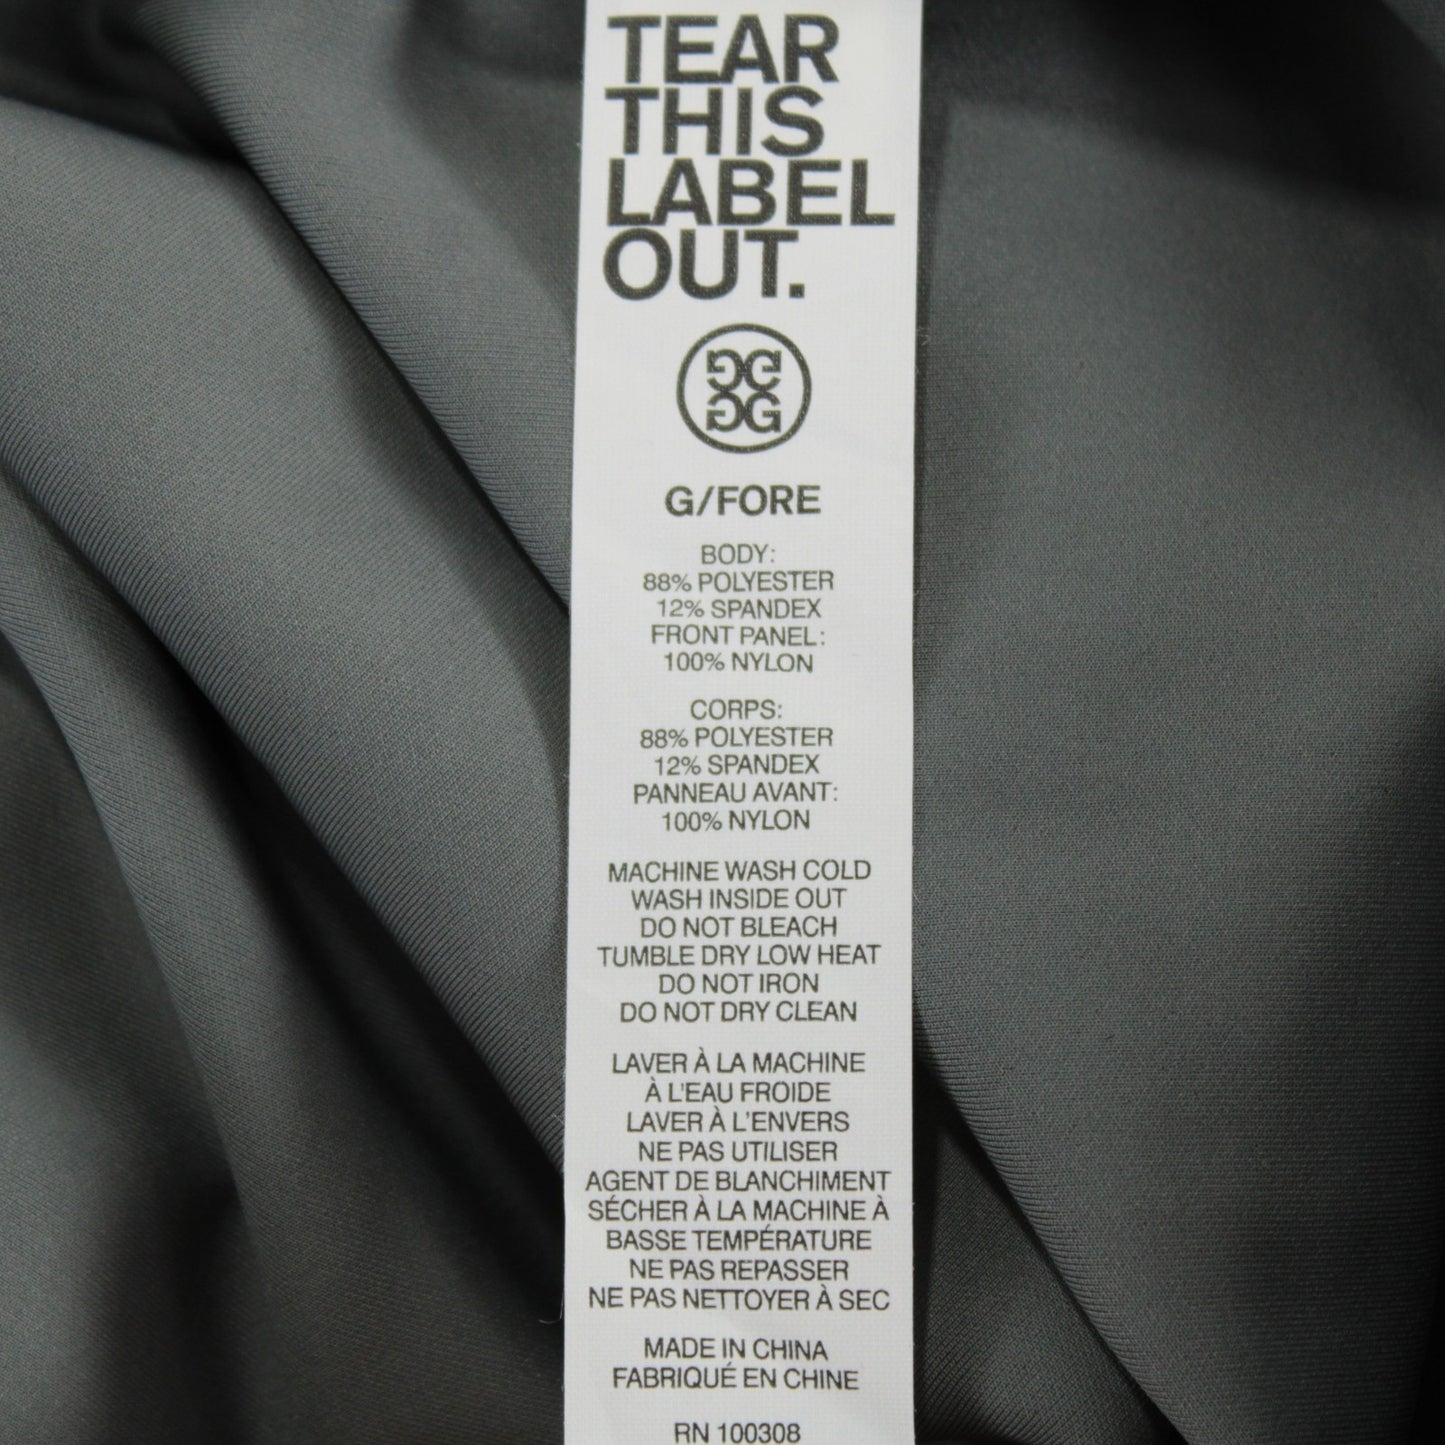 TEAR
THIS
LABEL
OUT.
G/FORE
BODY:
88% POLYESTER
12% SPANDEX
FRONT PANEL:
100% NYLON
CORPS:
88% POLYESTER
12% SPANDEX
PANNEAU AVANT:
100% NYLON
MACHINE WASH COLD
WASH INSIDE OUT
DO NOT BLEACH
TUMBLE DRY LOW HEAT
DO NOT IRON
DO NOT DRY CLEAN
LAVER À LA MACHINE
À L'EAU FROIDE
LAVER À L'ENVERS
NE PAS UTILISER
AGENT DE BLANCHIMENT
SÉCHER À LA MACHINE À
BASSE TEMPÉRATURE
NE PAS REPASSER
NE PAS NETTOYER À SEC
MADE IN CHINA
FABRIQUÉ EN CHINE
RN 100308